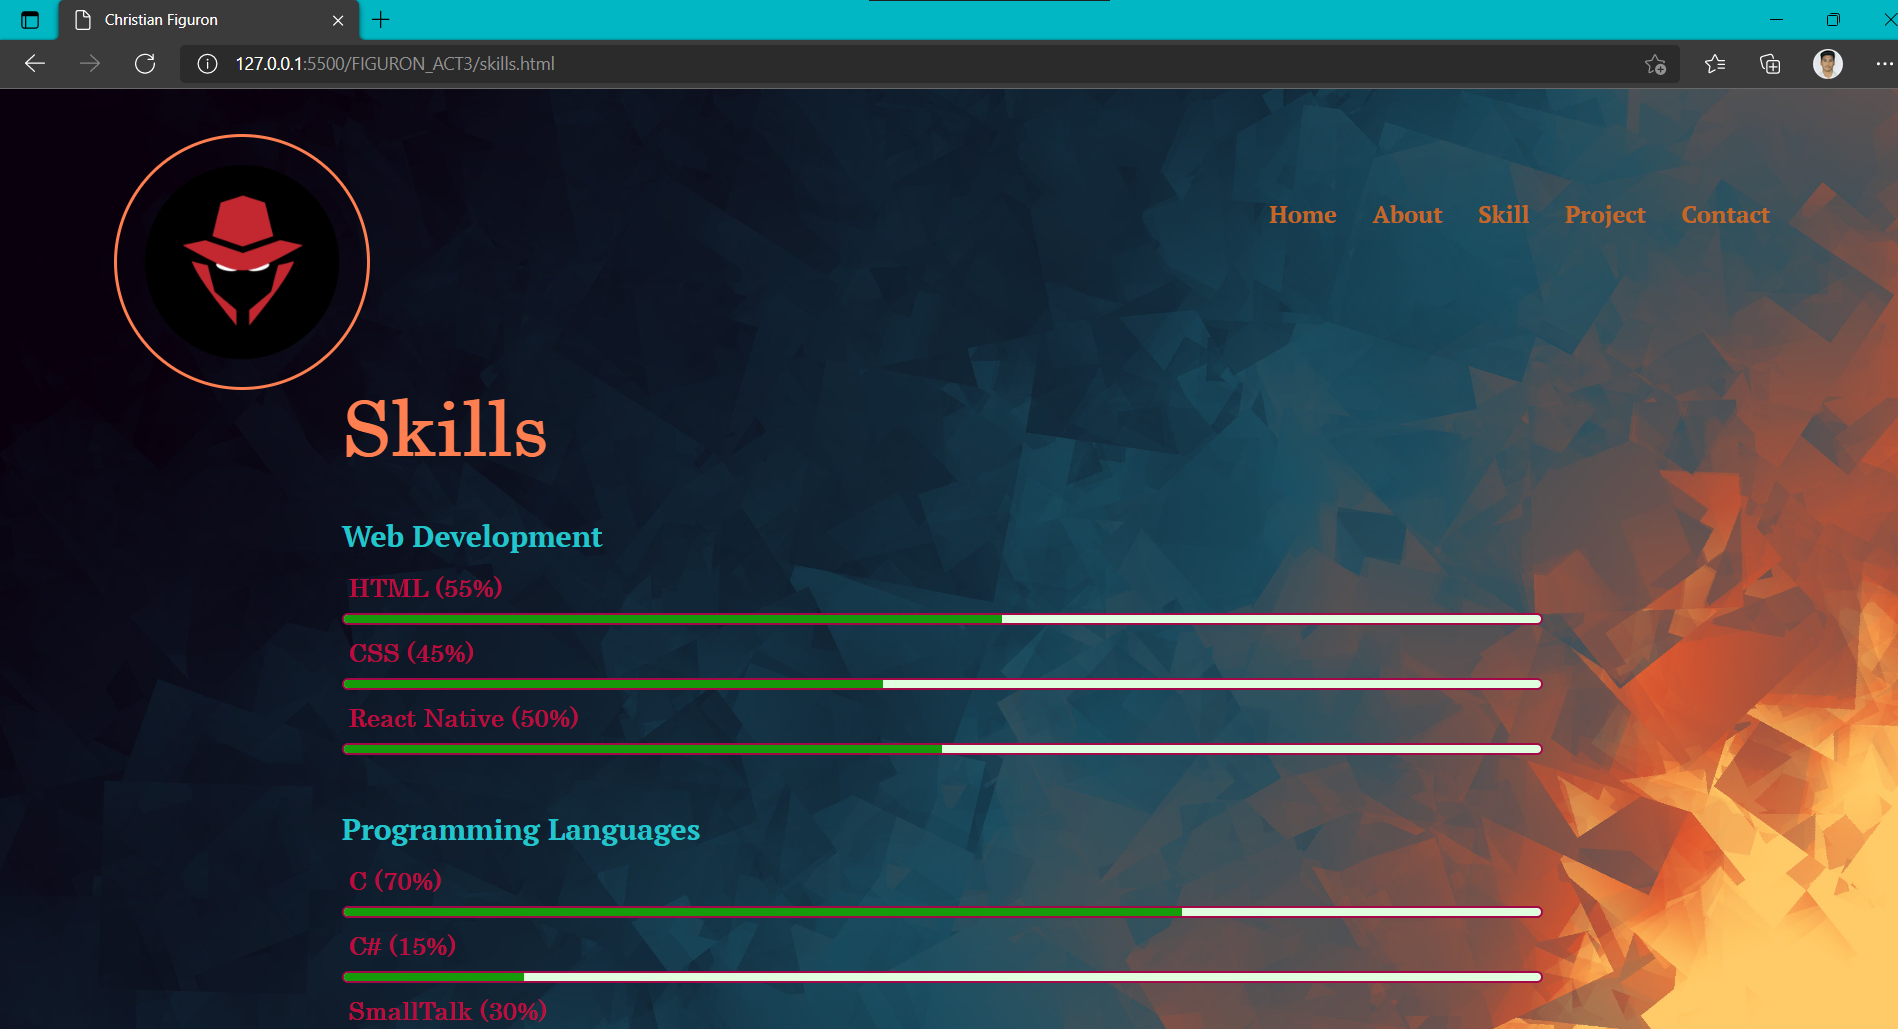 Christian Figuron
127.0.0.1:5500/FIGURON_ACT3/skills.html
Home About Skill Project Contact
Skills
Web Development
HTML (55%)
CSS (45%)
React Native (50%)
Programming Languages
C (70%)
C# (15%)
SmallTalk (30%)